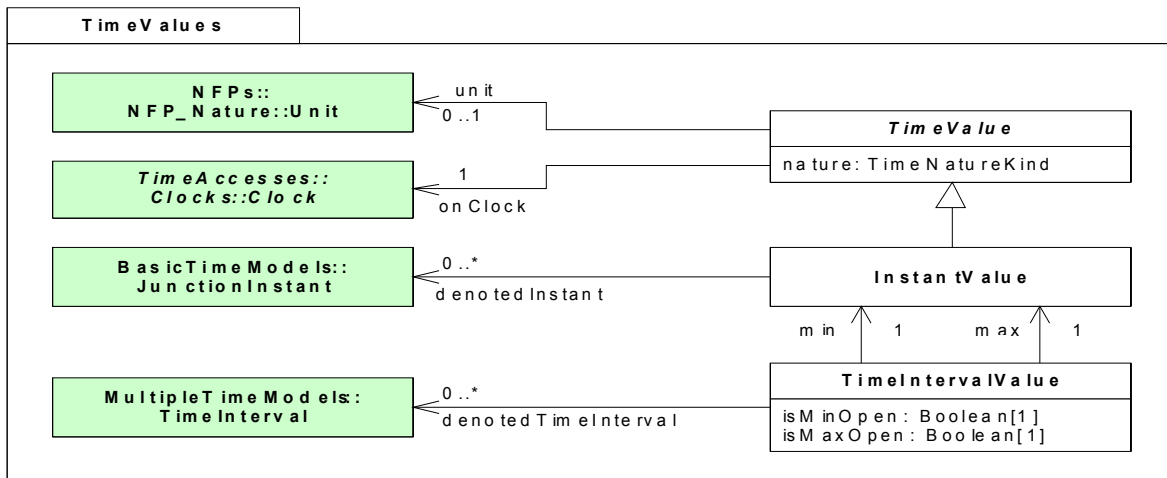 TimeValues
NFPs::
NFP_Nature::Unit
unit
0..1
TimeValue
nature: TimeNatureKind
TimeAccesses::
Clocks::Clock
1
onClock
BasicTimeModels::
JunctionInstant
0..*
denotedInstant
InstantValue
min 1 max 1
MultipleTimeModels::
TimeInterval
0..*
denotedTimeInterval
TimeIntervalValue
isMinOpen: Boolean[1]
isMaxOpen: Boolean[1]